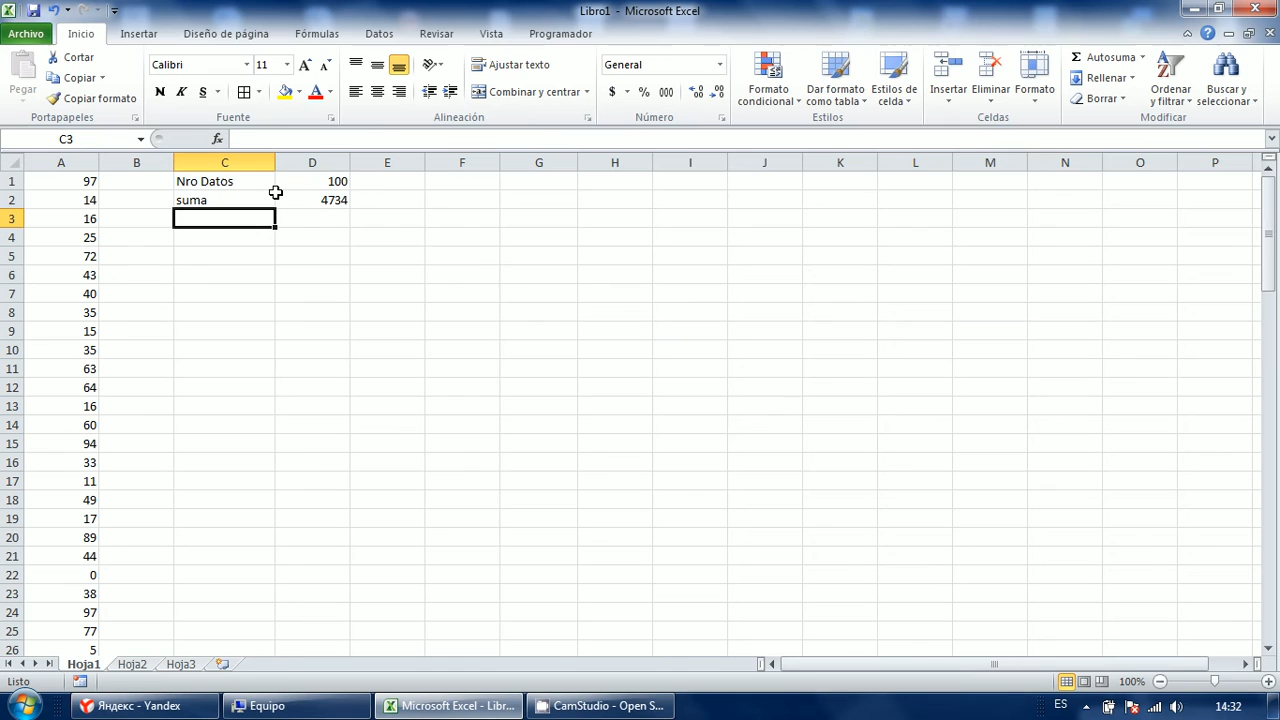 Libro1 - Microsoft Excel
Archivo Inicio Insertar Diseño de página Fórmulas Datos Revisar Vista Programador
Pegar
Cortar
Copiar
Copiar formato
Portapapeles
Calibri 11
N K S A
Fuente
Ajustar texto
Combinar y centrar
Alineación
General
$ % 000
Número
Formato condicional
Dar formato como tabla
Estilos de celda
Estilos
Insertar Eliminar Formato
Celdas
Σ Autosuma
Rellenar
Borrar
Ordenar y filtrar
Buscar y seleccionar
Modificar
C3 fx
A B C D E F G H I J K L M N O P
1 97 Nro Datos 100
2 14 suma 4734
3 16
4 25
5 72
6 43
7 40
8 35
9 15
10 35
11 63
12 64
13 16
14 60
15 94
16 33
17 11
18 49
19 17
20 89
21 44
22 0
23 38
24 97
25 77
26 5
Hoja1 Hoja2 Hoja3
Listo 100%
Яндекс - Yandex Equipo Microsoft Excel - Lib... CamStudio - Open S... ES 14:32